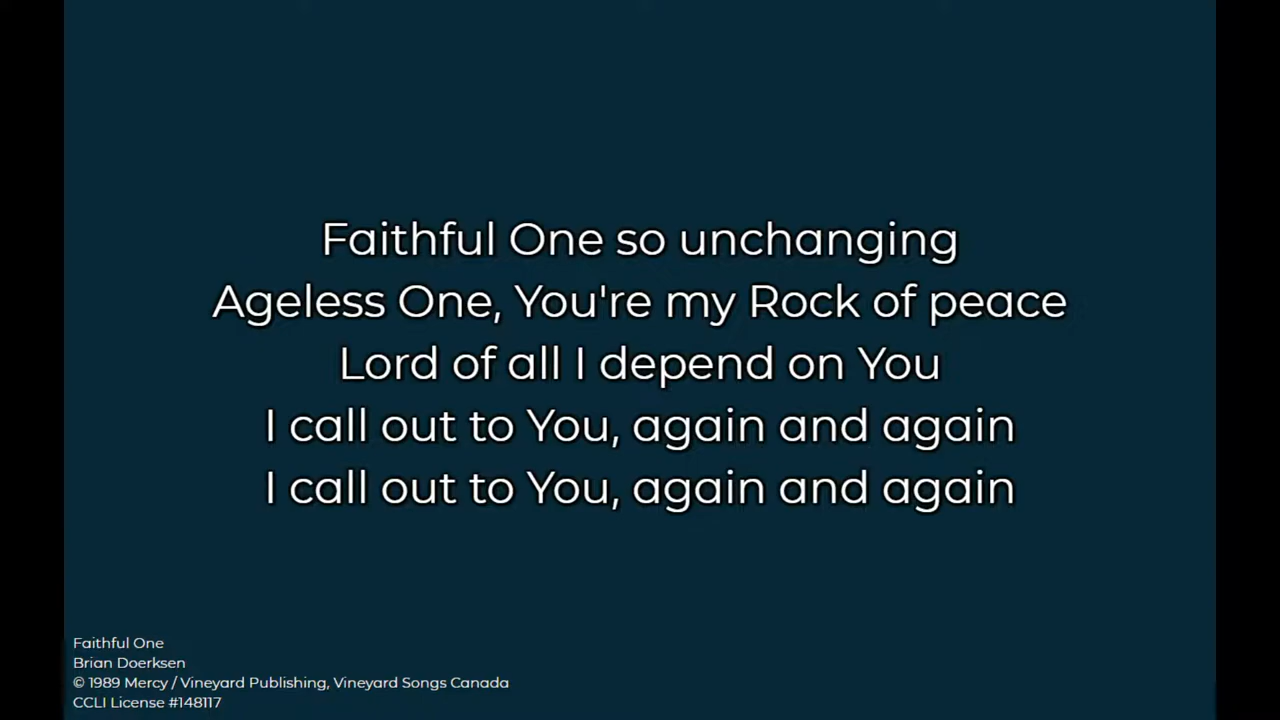 Faithful One so unchanging
Ageless One, You're my Rock of peace
Lord of all I depend on You
I call out to You, again and again
I call out to You, again and again
Faithful One
Brian Doerksen
© 1989 Mercy / Vineyard Publishing, Vineyard Songs Canada
CCLI License #148117